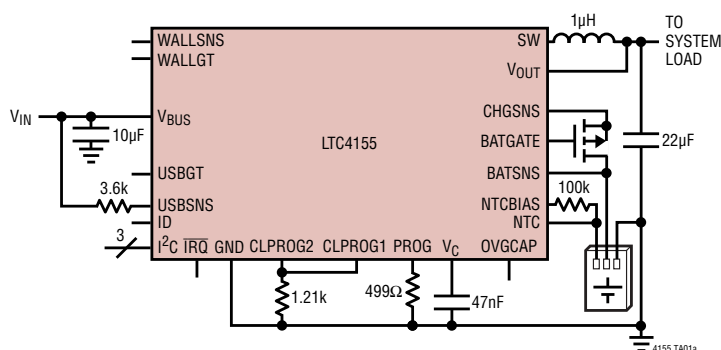 1µH
WALLSNS
SW
TO
SYSTEM
LOAD
WALLGT
VOUT
CHGSNS
VIN
VBUS
10µF
LTC4155
BATGATE
22µF
USBGT
BATSNS
3.6k
100k
USBSNS
NTCBIAS
ID
NTC
3
I2C IRQ GND CLPROG2 CLPROG1 PROG VC OVGCAP
1.21k
499Ω
47nF
4155 TA01a